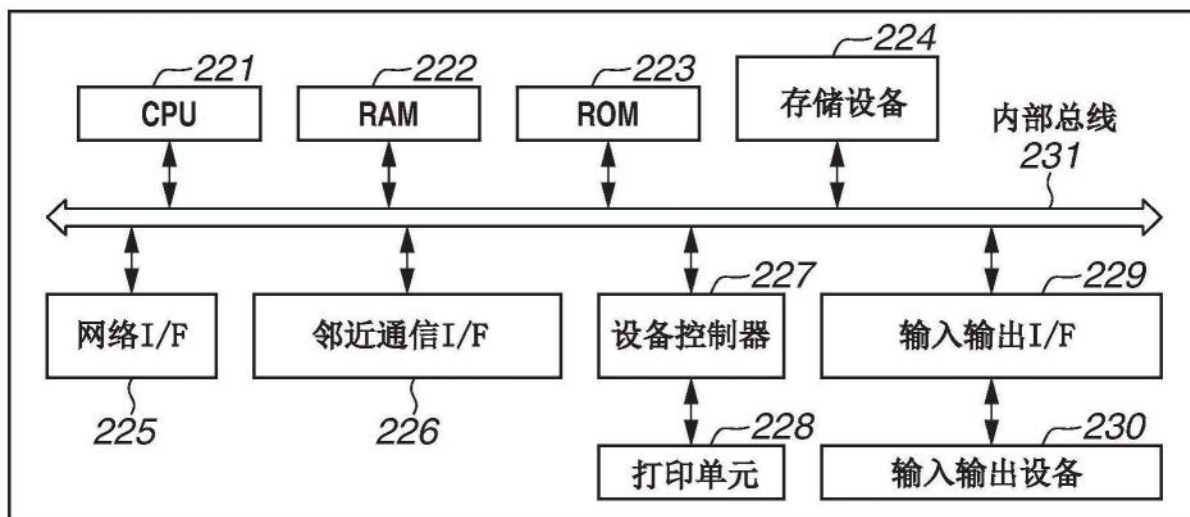 221
222
223
224
CPU
RAM
ROM
存储设备
内部总线
231
227
229
网络I/F
邻近通信I/F
设备控制器
输入输出I/F
225
226
228
230
打印单元
输入输出设备